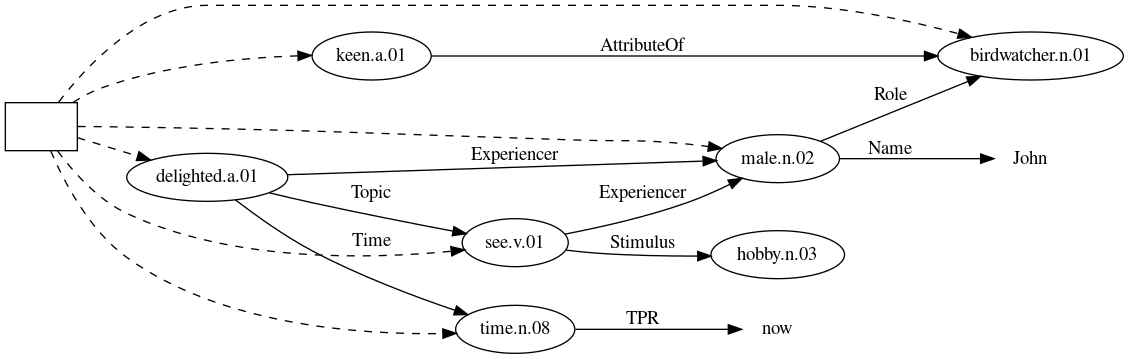 keen.a.01
AttributeOf
birdwatcher.n.01
Role
delighted.a.01
Experiencer
male.n.02
Name
John
Topic
Experiencer
Time
see.v.01
Stimulus
hobby.n.03
time.n.08
TPR
now